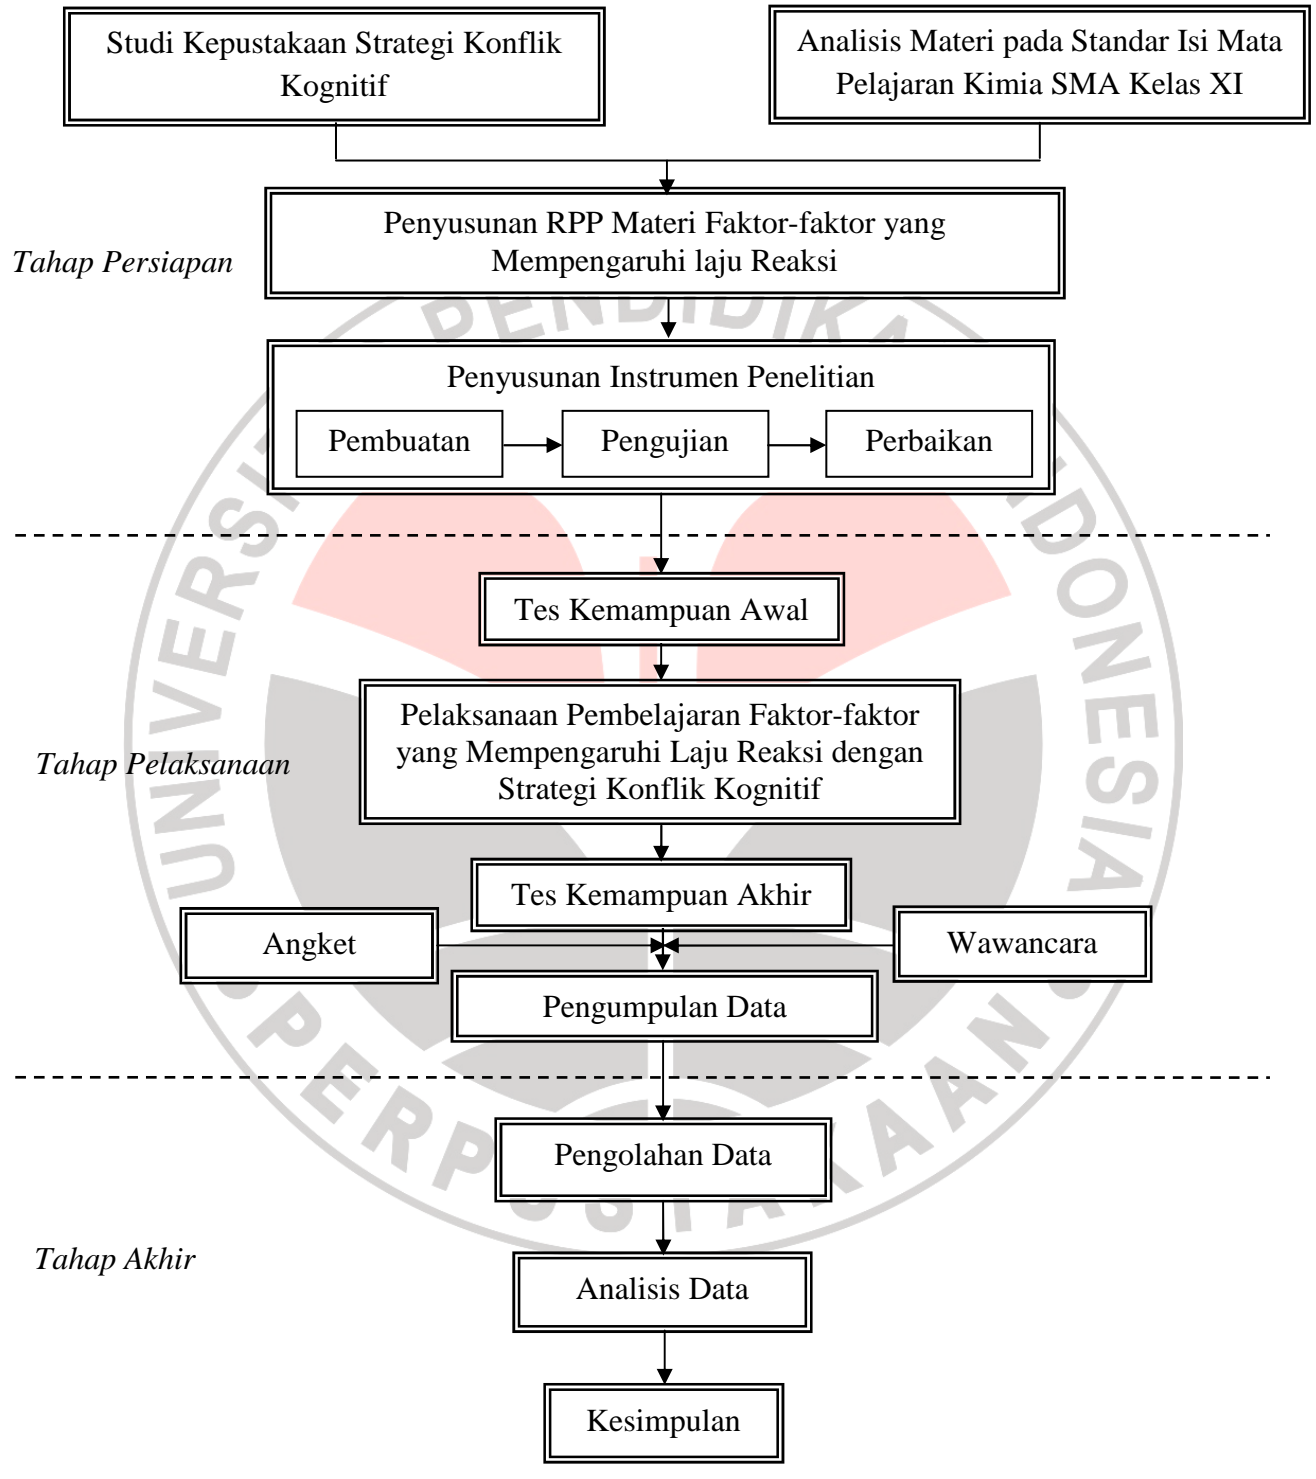 Studi Kepustakaan Strategi Konflik
Kognitif
Analisis Materi pada Standar Isi Mata
Pelajaran Kimia SMA Kelas XI
Penyusunan RPP Materi Faktor-faktor yang
Mempengaruhi laju Reaksi
Tahap Persiapan
Penyusunan Instrumen Penelitian
Pembuatan
Pengujian
Perbaikan
Tes Kemampuan Awal
Pelaksanaan Pembelajaran Faktor-faktor
yang Mempengaruhi Laju Reaksi dengan
Strategi Konflik Kognitif
Tahap Pelaksanaan
Tes Kemampuan Akhir
Angket
Wawancara
Pengumpulan Data
Pengolahan Data
Tahap Akhir
Analisis Data
Kesimpulan
PERPUSTAKAAN